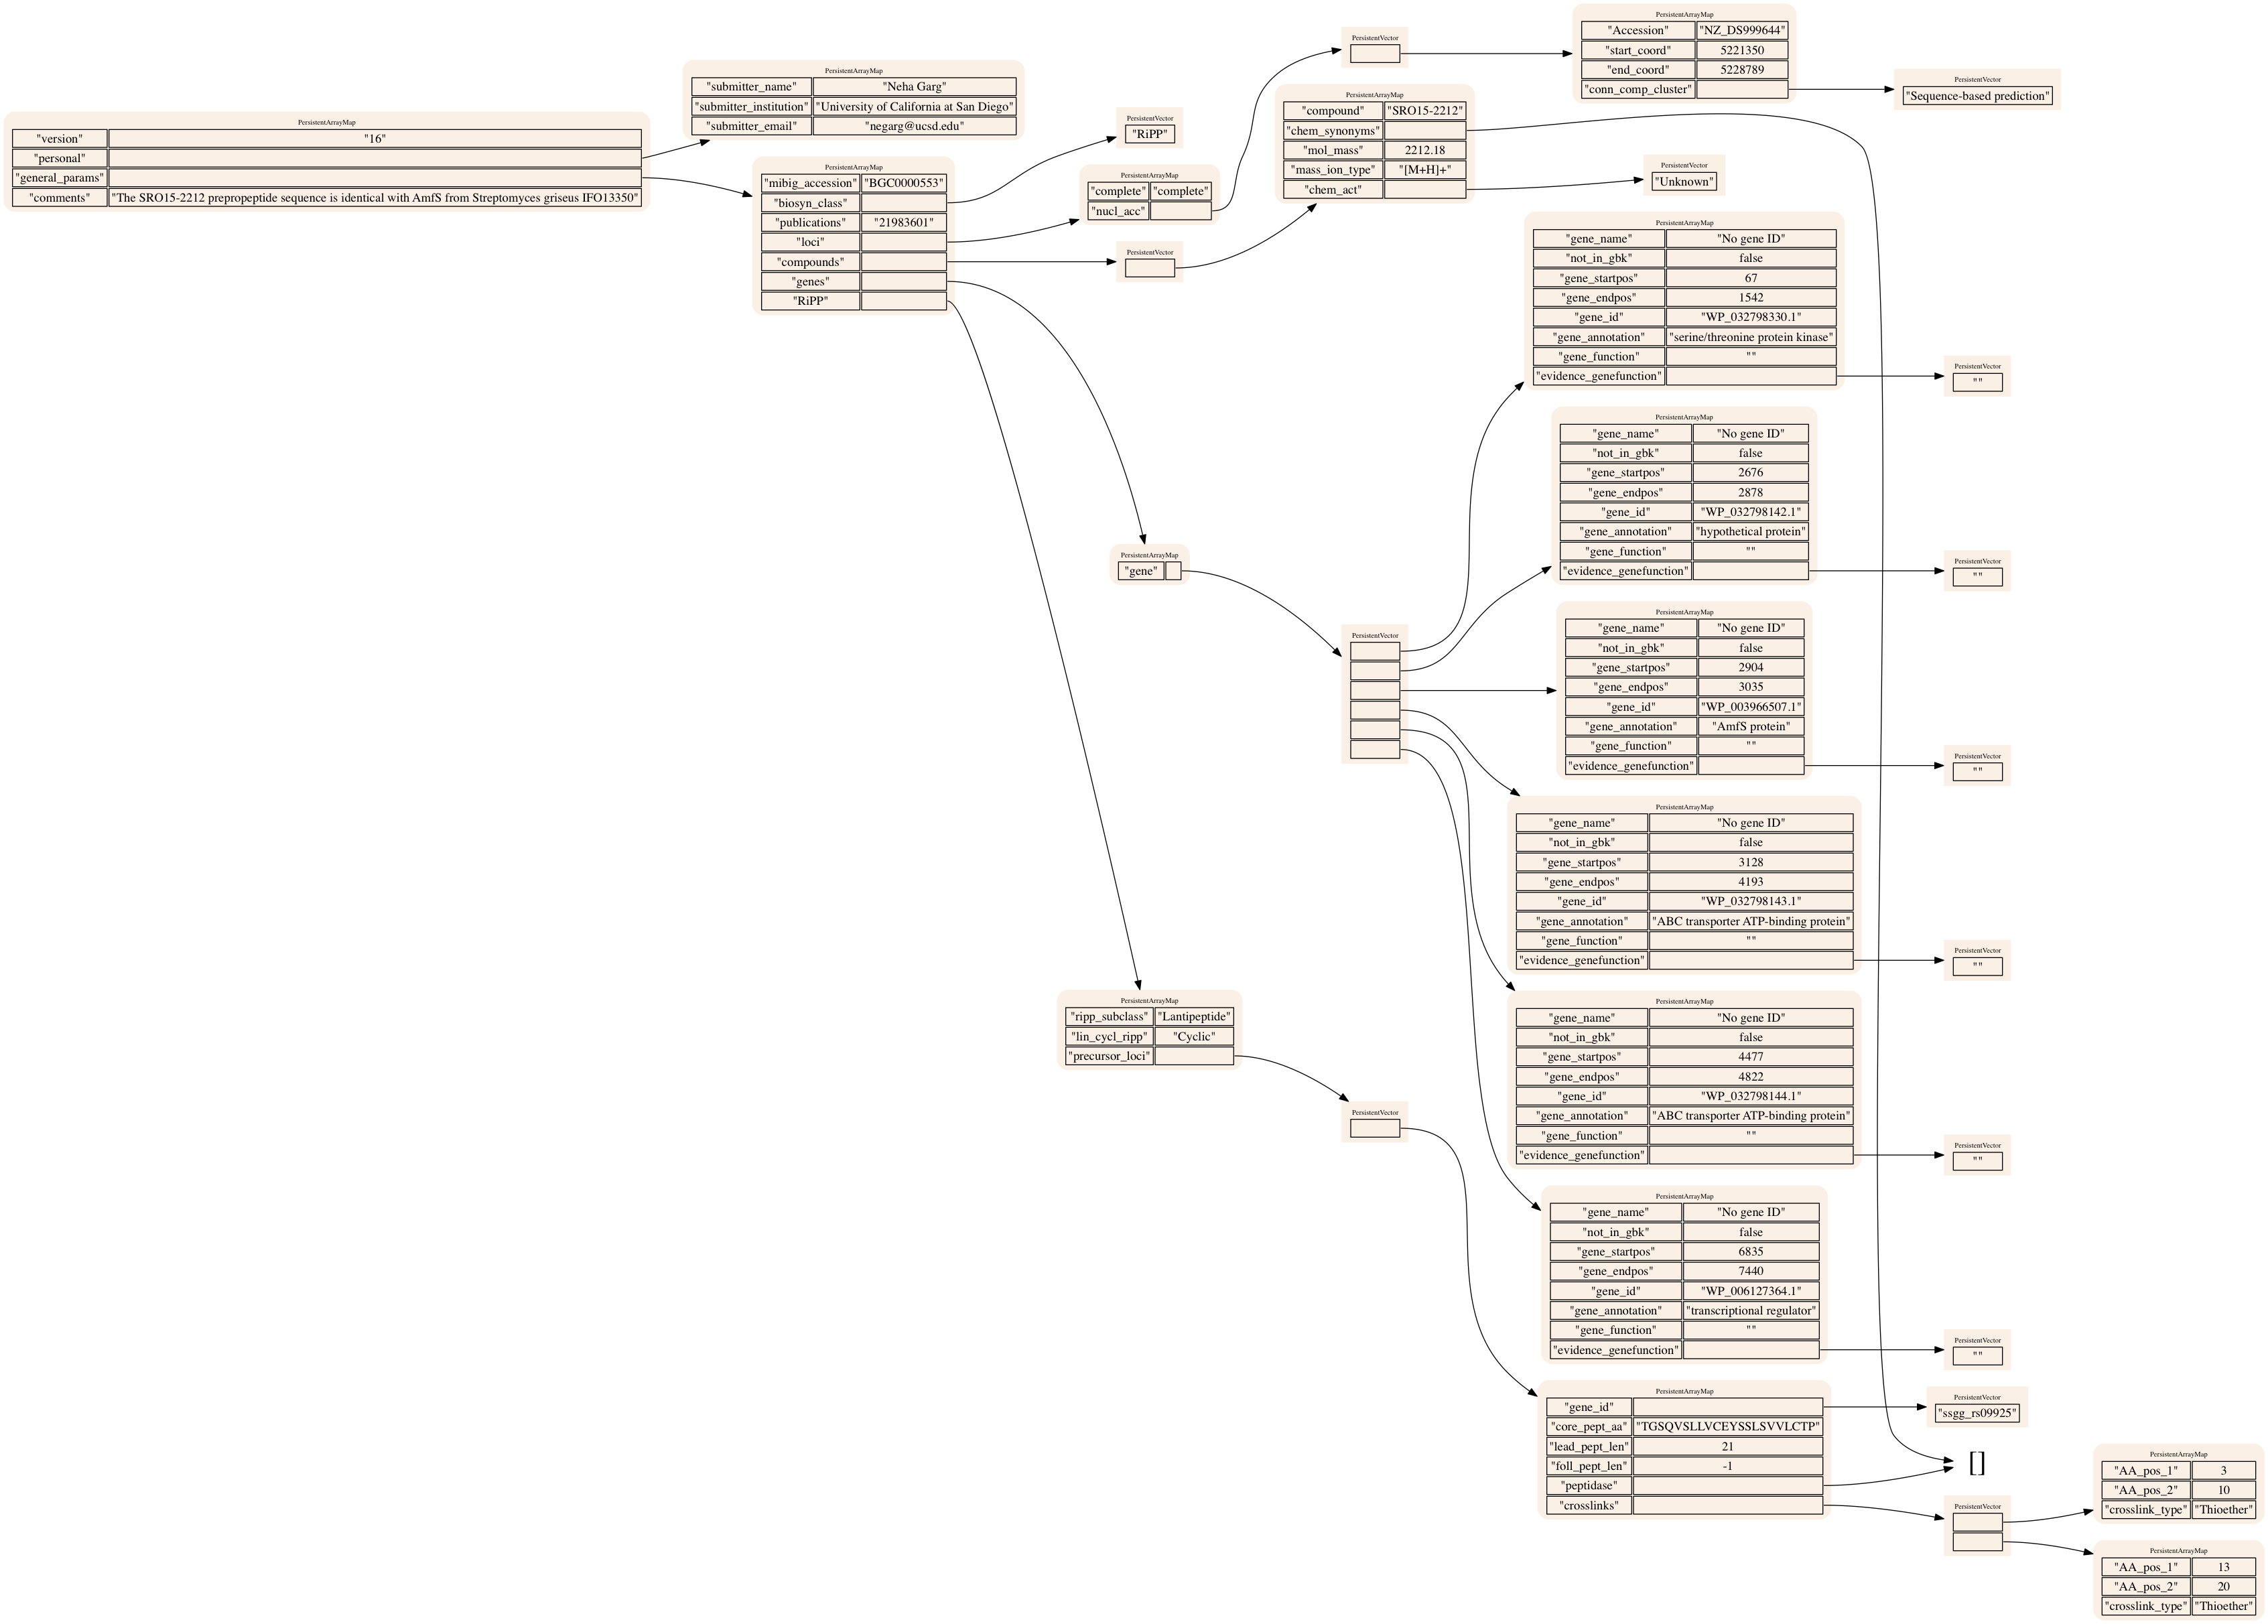 PersistentArrayMap
"version" "16"
"personal"
"general_params"
"comments" "The SRO15-2212 prepropeptide sequence is identical with AmfS from Streptomyces griseus IFO13350"
PersistentArrayMap
"submitter_name" "Neha Garg"
"submitter_institution" "University of California at San Diego"
"submitter_email" "negarg@ucsd.edu"
PersistentArrayMap
"mibig_accession" "BGC0000553"
"biosyn_class"
"publications" "21983601"
"loci"
"compounds"
"genes"
"RiPP"
PersistentVector
"RiPP"
PersistentArrayMap
"complete" "complete"
"nucl_acc"
PersistentVector
PersistentArrayMap
"gene"
PersistentArrayMap
"ripp_subclass" "Lantipeptide"
"lin_cycl_ripp" "Cyclic"
"precursor_loci"
PersistentVector
PersistentArrayMap
"compound" "SRO15-2212"
"chem_synonyms"
"mol_mass" 2212.18
"mass_ion_type" "[M+H]+"
"chem_act"
PersistentVector
PersistentVector
PersistentArrayMap
"Accession" "NZ_DS999644"
"start_coord" 5221350
"end_coord" 5228789
"conn_comp_cluster"
PersistentVector
"Sequence-based prediction"
PersistentVector
"Unknown"
PersistentArrayMap
"gene_name" "No gene ID"
"not_in_gbk" false
"gene_startpos" 67
"gene_endpos" 1542
"gene_id" "WP_032798330.1"
"gene_annotation" "serine/threonine protein kinase"
"gene_function" ""
"evidence_genefunction"
PersistentVector
""
PersistentArrayMap
"gene_name" "No gene ID"
"not_in_gbk" false
"gene_startpos" 2676
"gene_endpos" 2878
"gene_id" "WP_032798142.1"
"gene_annotation" "hypothetical protein"
"gene_function" ""
"evidence_genefunction"
PersistentVector
""
PersistentArrayMap
"gene_name" "No gene ID"
"not_in_gbk" false
"gene_startpos" 2904
"gene_endpos" 3035
"gene_id" "WP_003966507.1"
"gene_annotation" "AmfS protein"
"gene_function" ""
"evidence_genefunction"
PersistentVector
""
PersistentArrayMap
"gene_name" "No gene ID"
"not_in_gbk" false
"gene_startpos" 3128
"gene_endpos" 4193
"gene_id" "WP_032798143.1"
"gene_annotation" "ABC transporter ATP-binding protein"
"gene_function" ""
"evidence_genefunction"
PersistentVector
""
PersistentArrayMap
"gene_name" "No gene ID"
"not_in_gbk" false
"gene_startpos" 4477
"gene_endpos" 4822
"gene_id" "WP_032798144.1"
"gene_annotation" "ABC transporter ATP-binding protein"
"gene_function" ""
"evidence_genefunction"
PersistentVector
""
PersistentArrayMap
"gene_name" "No gene ID"
"not_in_gbk" false
"gene_startpos" 6835
"gene_endpos" 7440
"gene_id" "WP_006127364.1"
"gene_annotation" "transcriptional regulator"
"gene_function" ""
"evidence_genefunction"
PersistentVector
""
PersistentArrayMap
"gene_id"
"core_pept_aa" "TGSQVSLLVCEYSSLSVVLCTP"
"lead_pept_len" 21
"foll_pept_len" -1
"peptidase"
"crosslinks"
PersistentVector
"ssgg_rs09925"
[]
PersistentVector
PersistentArrayMap
"AA_pos_1" 3
"AA_pos_2" 10
"crosslink_type" "Thioether"
PersistentArrayMap
"AA_pos_1" 13
"AA_pos_2" 20
"crosslink_type" "Thioether"